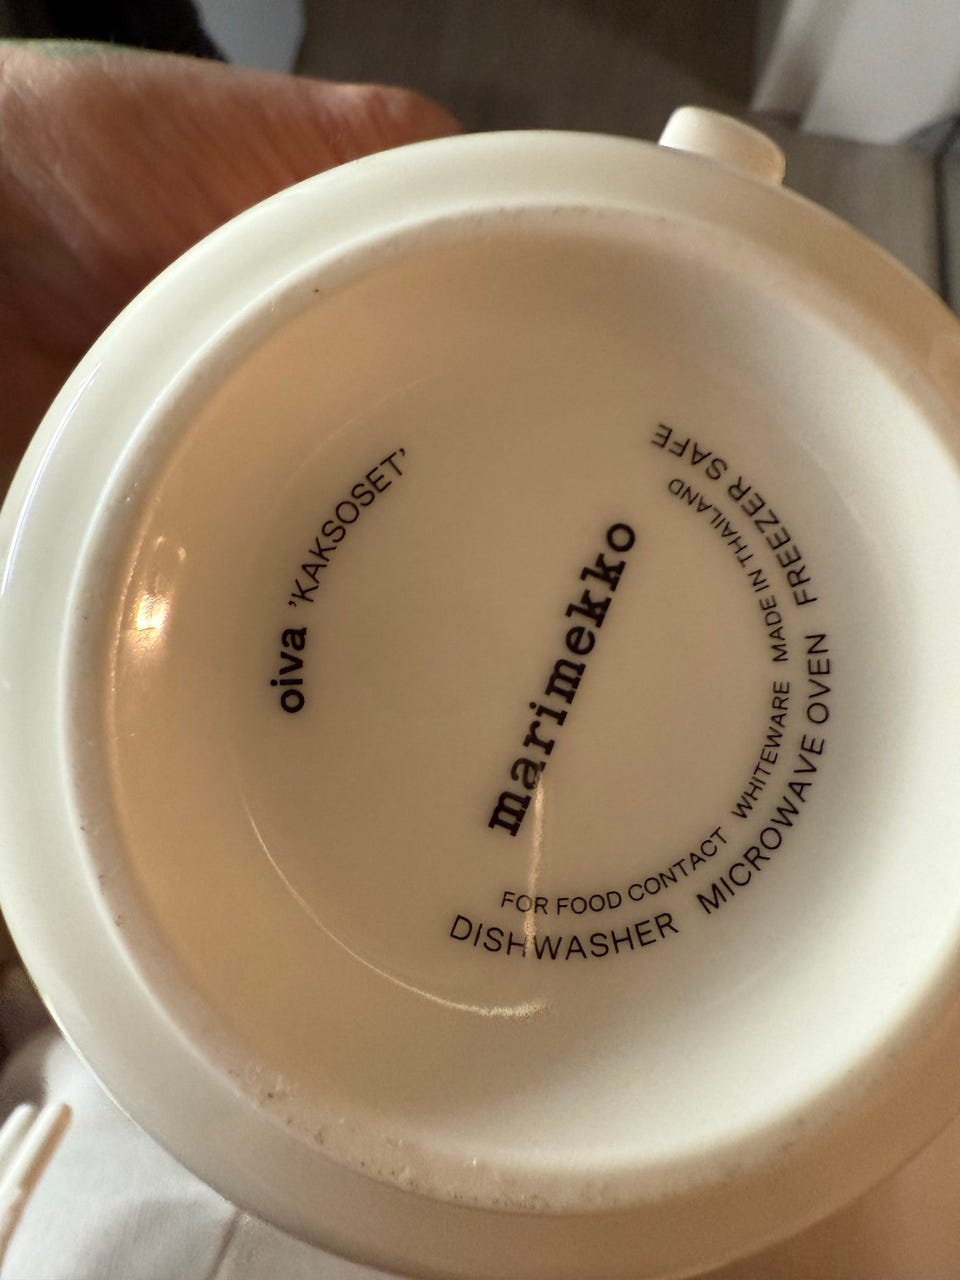 oiva 'KAKSOSET'
marimekko
FOR FOOD CONTACT WHITEWARE MADE IN THAILAND
DISHWASHER MICROWAVE OVEN FREEZER SAFE